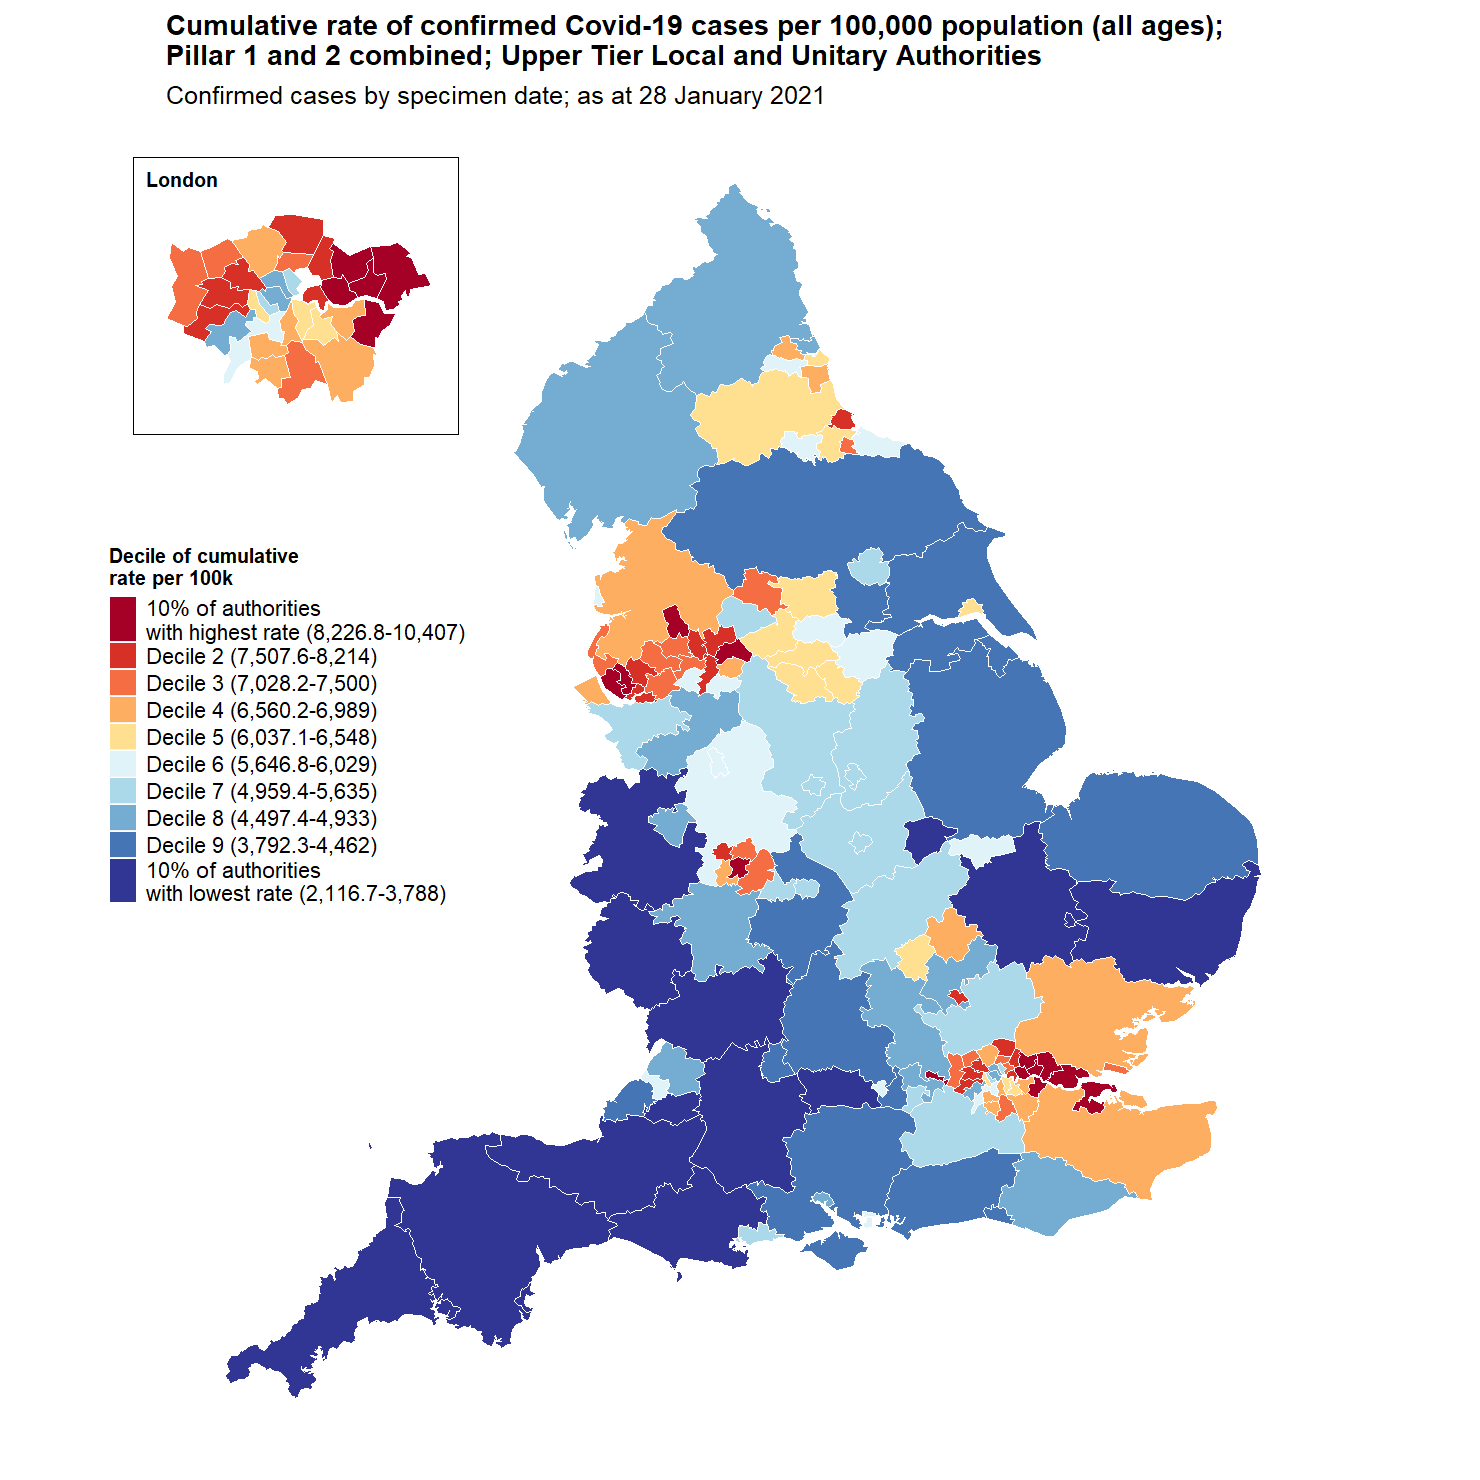 Cumulative rate of confirmed Covid-19 cases per 100,000 population (all ages);
Pillar 1 and 2 combined; Upper Tier Local and Unitary Authorities
Confirmed cases by specimen date; as at 28 January 2021
London
Decile of cumulative
rate per 100k
10% of authorities
with highest rate (8,226.8-10,407)
Decile 2 (7,507.6-8,214)
Decile 3 (7,028.2-7,500)
Decile 4 (6,560.2-6,989)
Decile 5 (6,037.1-6,548)
Decile 6 (5,646.8-6,029)
Decile 7 (4,959.4-5,635)
Decile 8 (4,497.4-4,933)
Decile 9 (3,792.3-4,462)
10% of authorities
with lowest rate (2,116.7-3,788)